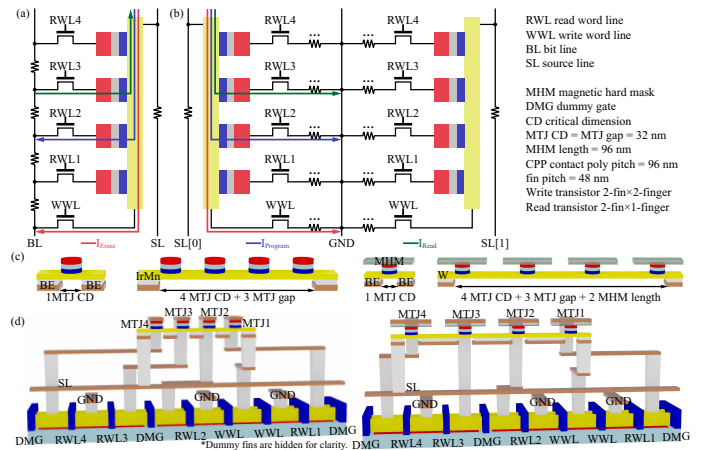 (a)
RWL4
RWL3
RWL2
RWL1
WWL
BL
I_Erase
SL
(b)
RWL4
RWL3
RWL2
RWL1
WWL
...
...
...
...
...
RWL4
RWL3
RWL2
RWL1
WWL
...
...
...
...
...
SL[0]
I_Program
GND
I_Read
SL[1]
RWL read word line
WWL write word line
BL bit line
SL source line
MHM magnetic hard mask
DMG dummy gate
CD critical dimension
MTJ CD = MTJ gap = 32 nm
MHM length = 96 nm
CPP contact poly pitch = 96 nm
fin pitch = 48 nm
Write transistor 2-fin×2-finger
Read transistor 2-fin×1-finger
(c)
BE
BE
1MTJ CD
IrMn
4 MTJ CD + 3 MTJ gap
MHM
BE
BE
1 MTJ CD
W
4 MTJ CD + 3 MTJ gap + 2 MHM length
(d)
MTJ4
MTJ3
MTJ2
MTJ1
SL
GND
GND
GND
DMG
RWL4
RWL3
DMG
RWL2
WWL
WWL
RWL1
DMG
*Dummy fins are hidden for clarity.
MTJ4
MTJ3
MTJ2
MTJ1
SL
GND
GND
GND
DMG
RWL4
RWL3
DMG
RWL2
WWL
WWL
RWL1
DMG